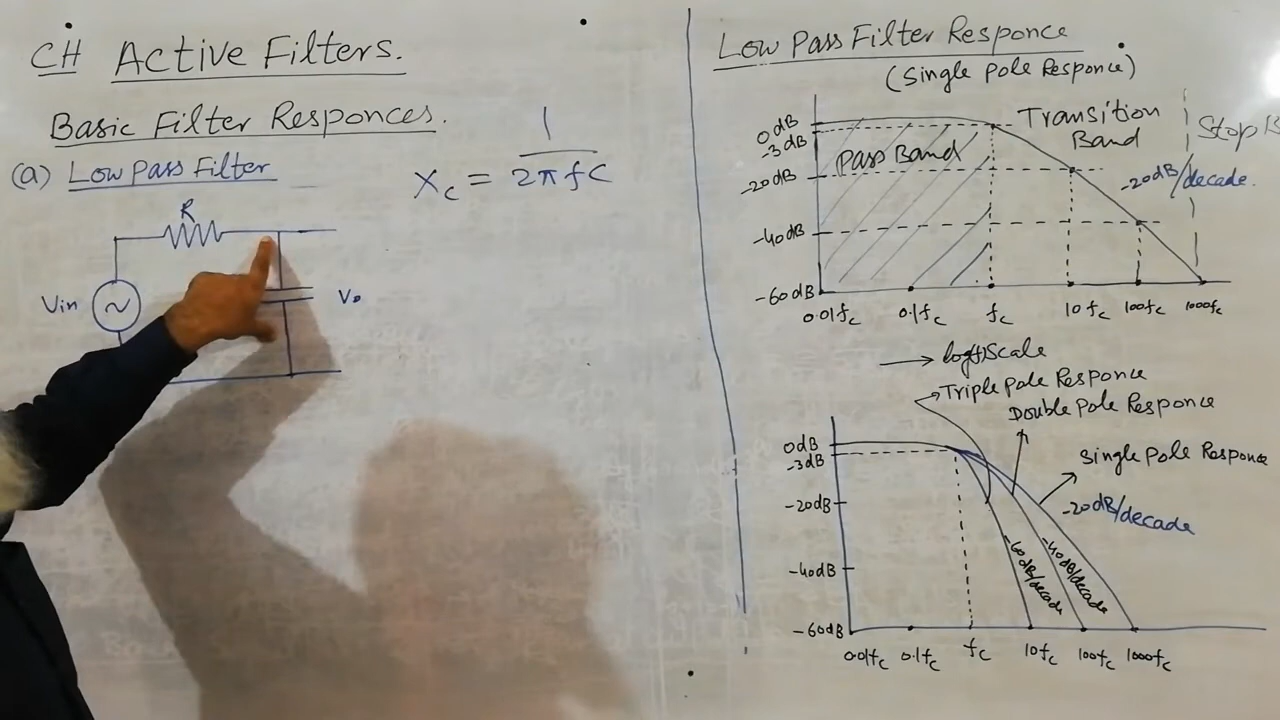 CH Active Filters.
Basic Filter Responces.
(a) Low Pass Filter
Xc = 1 / 2πfC
R
Vin
Vo
Low Pass Filter Responce
(Single Pole Responce)
0dB
-3dB
-20dB
-40dB
-60dB
Pass Band
Transition
Band
Stop B
-20dB/decade.
0.01fc 0.1fc fc 10fc 100fc 1000fc
log(f) Scale
Triple Pole Responce
Double Pole Responce
Single Pole Responce
-20dB/decade
0dB
-3dB
-20dB
-40dB
-60dB
-60dB/decade
-40dB/decade
0.01fc 0.1fc fc 10fc 100fc 1000fc